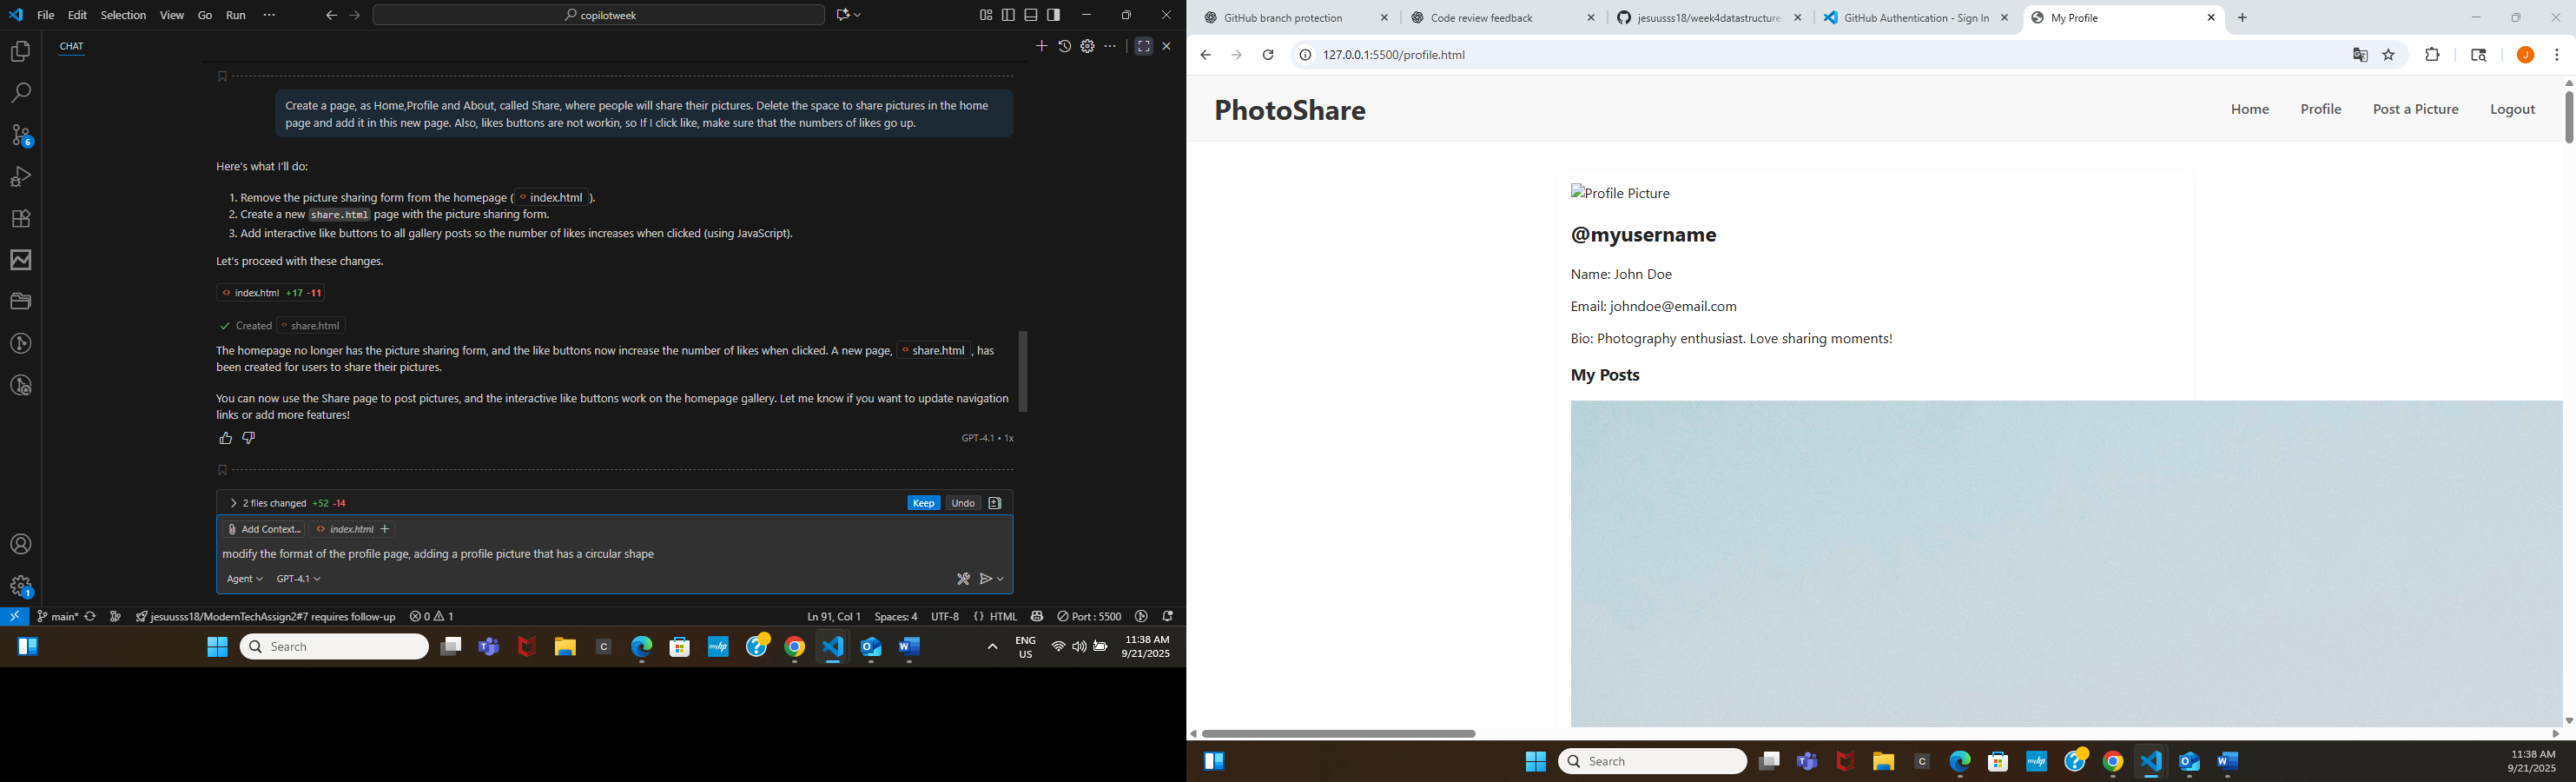 File Edit Selection View Go Run ···
copilotweek
CHAT
Create a page, as Home,Profile and About, called Share, where people will share their pictures. Delete the space to share pictures in the home
page and add it in this new page. Also, likes buttons are not workin, so If I click like, make sure that the numbers of likes go up.
Here's what I'll do:
1. Remove the picture sharing form from the homepage (<> index.html).
2. Create a new share.html page with the picture sharing form.
3. Add interactive like buttons to all gallery posts so the number of likes increases when clicked (using JavaScript).
Let's proceed with these changes.
<> index.html +17 -11
Created <> share.html
The homepage no longer has the picture sharing form, and the like buttons now increase the number of likes when clicked. A new page, <> share.html, has
been created for users to share their pictures.
You can now use the Share page to post pictures, and the interactive like buttons work on the homepage gallery. Let me know if you want to update navigation
links or add more features!
GPT-4.1 • 1x
2 files changed +52 -14
Keep Undo
Add Context... <> index.html +
modify the format of the profile page, adding a profile picture that has a circular shape
Agent GPT-4.1
6
1
main* jesuusss18/ModernTechAssign2#7 requires follow-up 0 1
Ln 91, Col 1 Spaces: 4 UTF-8 {} HTML Port : 5500
Search
ENG
US
11:38 AM
9/21/2025
GitHub branch protection
Code review feedback
jesuusss18/week4datastructure
GitHub Authentication - Sign In
My Profile
127.0.0.1:5500/profile.html
J
PhotoShare
Home Profile Post a Picture Logout
Profile Picture
@myusername
Name: John Doe
Email: johndoe@email.com
Bio: Photography enthusiast. Love sharing moments!
My Posts
Search
11:38 AM
9/21/2025